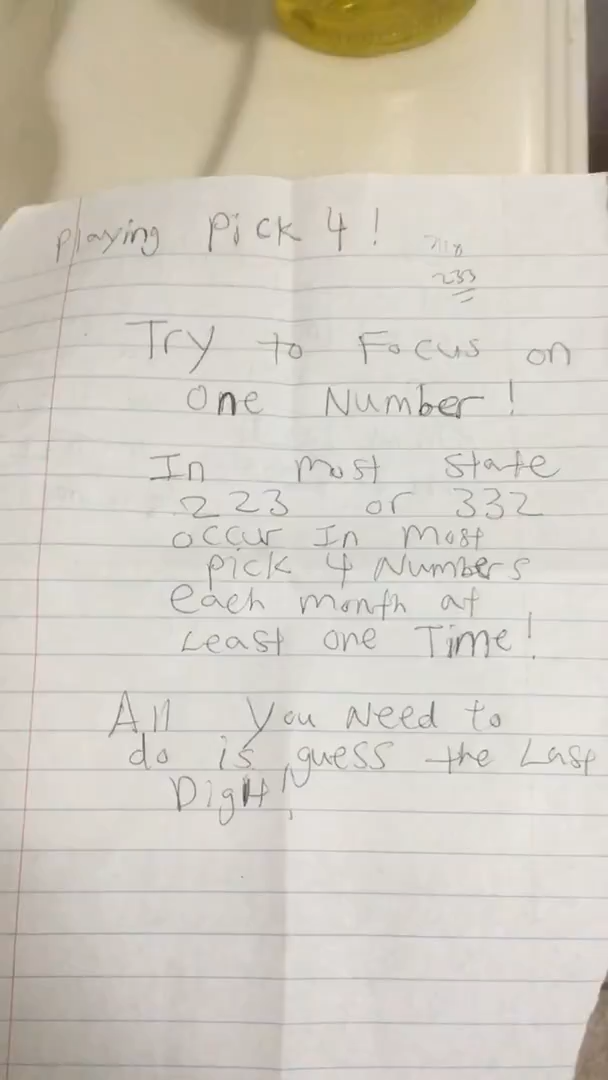 playing Pick 4!
233
Try to Focus on
One Number!
In most state
223 or 332
occur In most
pick 4 Numbers
each month at
Least one Time!
All you Need to
do is guess the Last
Digit!